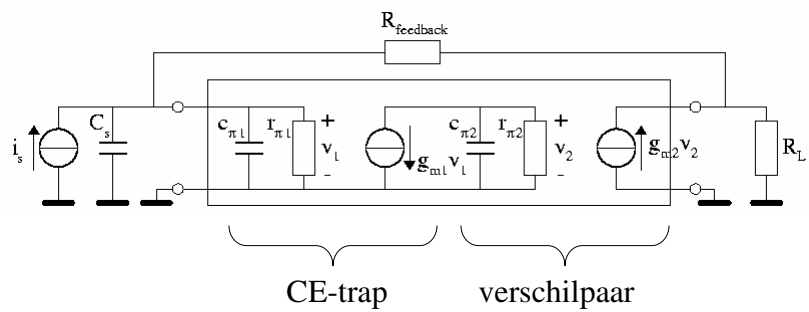 R_feedback
C_s c_π1 r_π1 + c_π2 r_π2 +
i_s v_1 g_m1 v_1 v_2 g_m2 v_2 R_L
- -
CE-trap verschilpaar